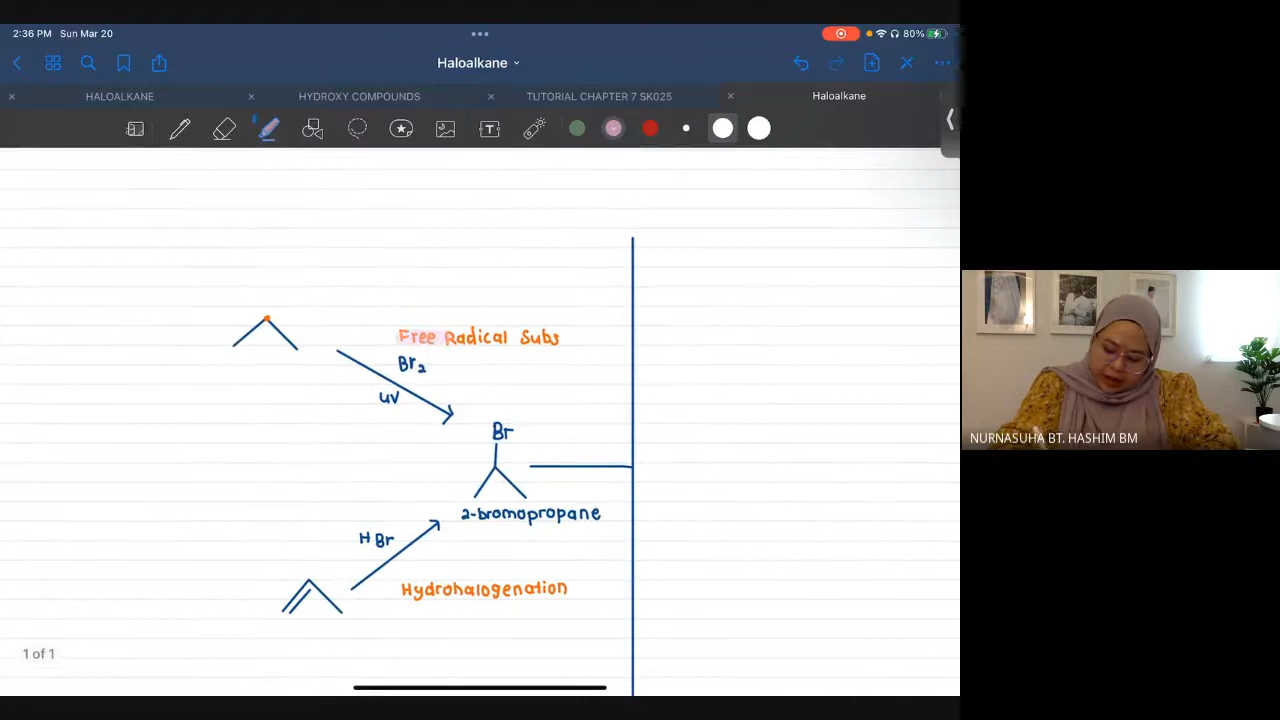 2:36 PM Sun Mar 20
80%
Haloalkane
HALOALKANE
HYDROXY COMPOUNDS
TUTORIAL CHAPTER 7 SK025
Haloalkane
Free Radical Subs
Br2
uv
Br
2-bromopropane
HBr
Hydrohalogenation
1 of 1
NURNASUHA BT. HASHIM BM